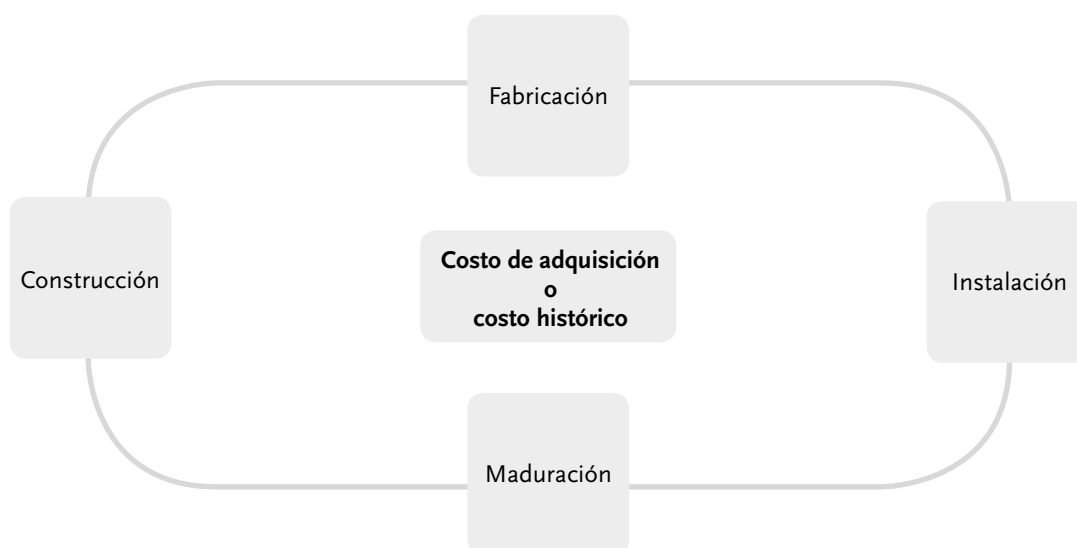 Fabricación
Construcción
Costo de adquisición
o
costo histórico
Instalación
Maduración